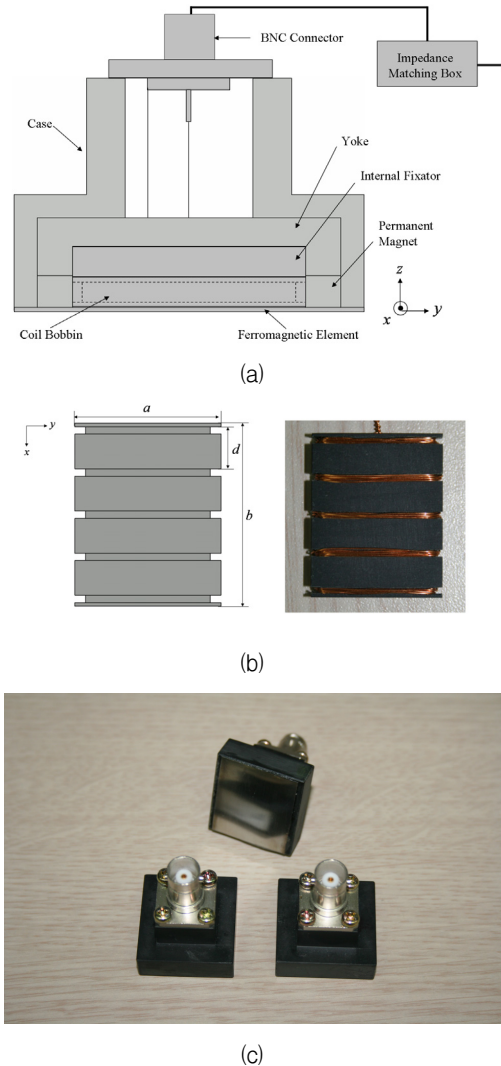 BNC Connector
Impedance
Matching Box
Case
Yoke
Internal Fixator
Permanent
Magnet
z
y
x
Coil Bobbin
Ferromagnetic Element
(a)
y
x
a
d
b
(b)
(c)